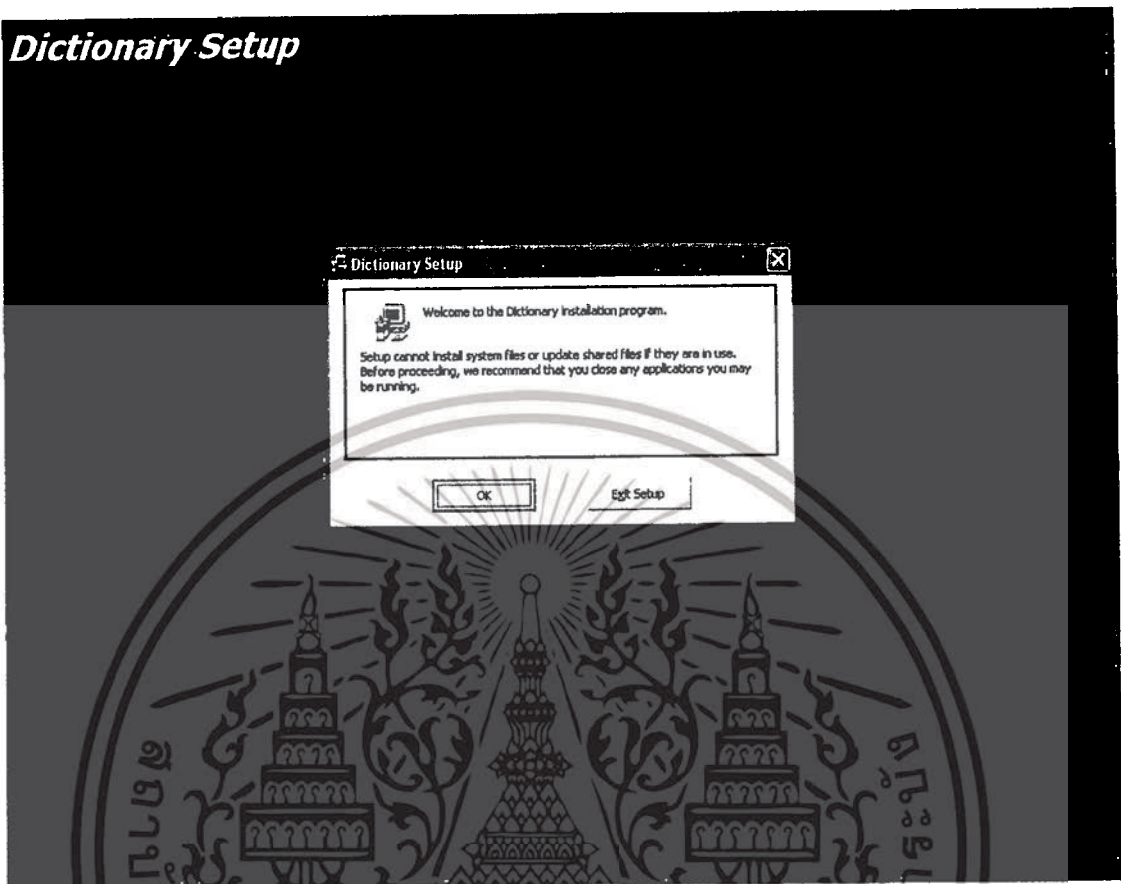 Dictionary Setup
Dictionary Setup
Welcome to the Dictionary installation program.
Setup cannot install system files or update shared files if they are in use.
Before proceeding, we recommend that you close any applications you may
be running.
OK
Exit Setup